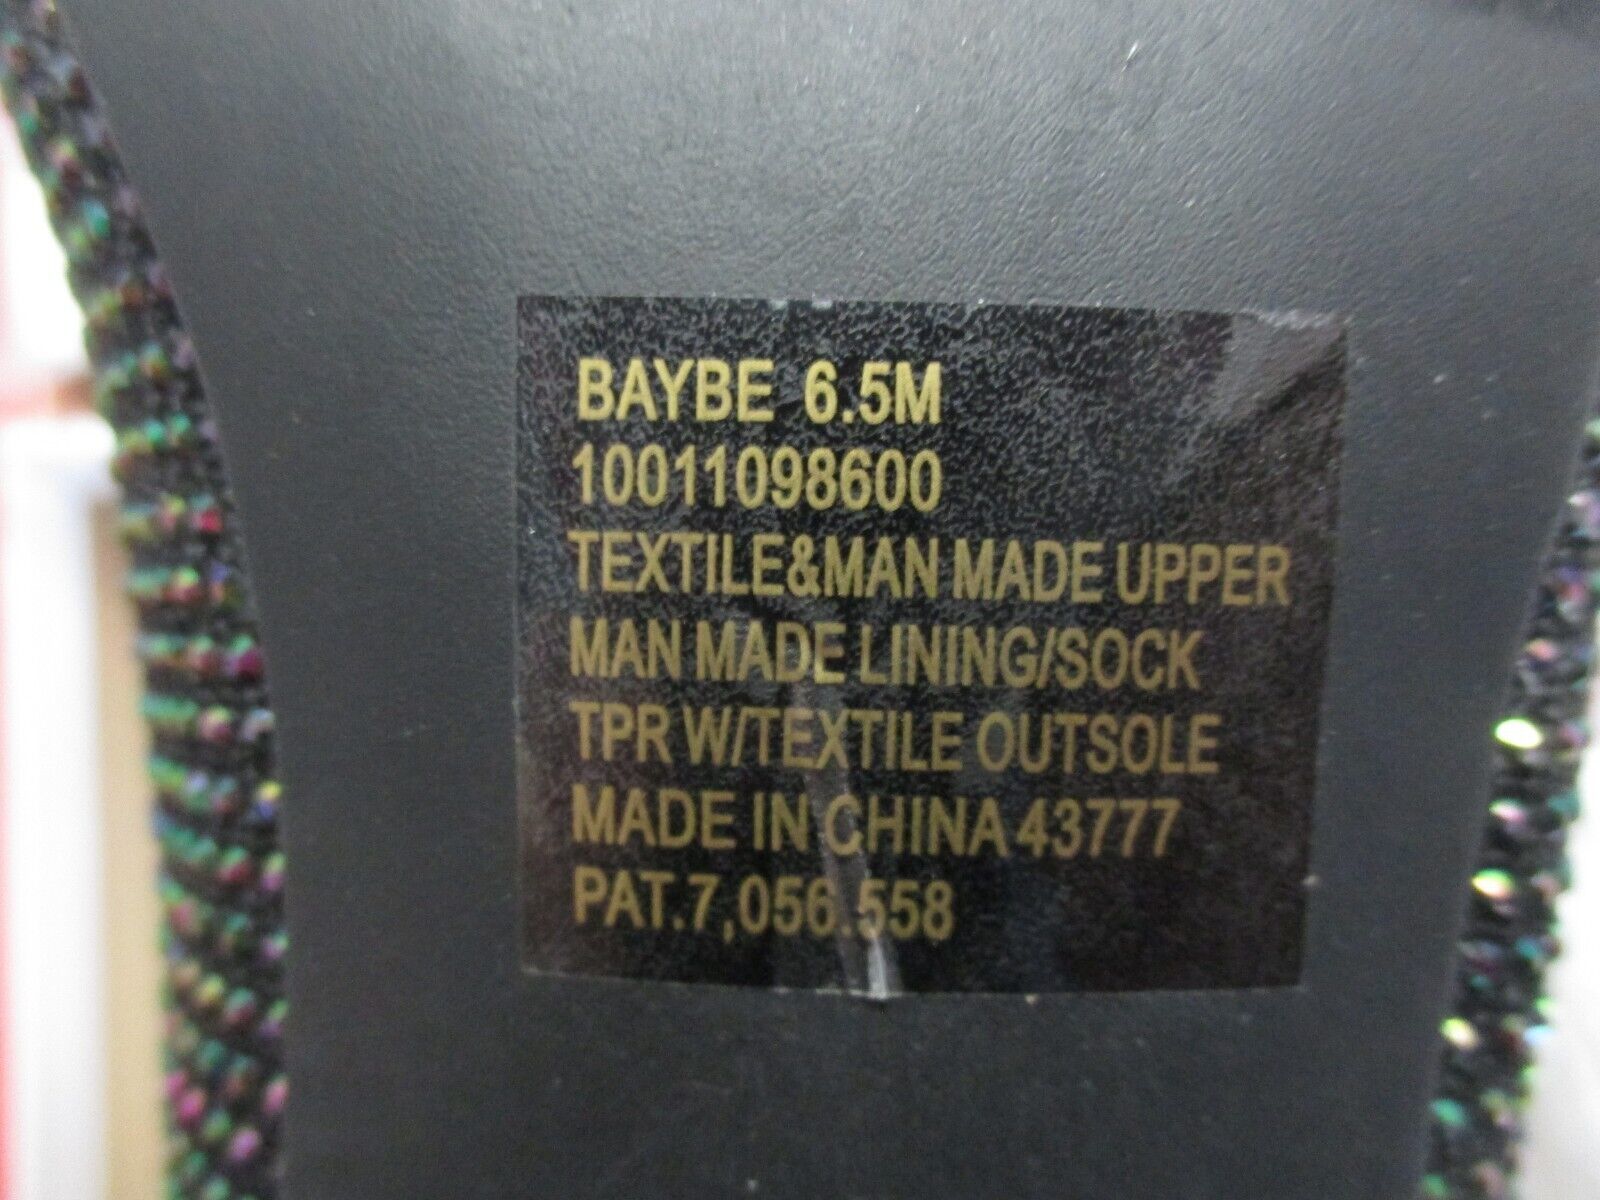 BAYBE 6.5M
10011098600
TEXTILE&MAN MADE UPPER
MAN MADE LINING/SOCK
TPR W/TEXTILE OUTSOLE
MADE IN CHINA 43777
PAT.7,056.558